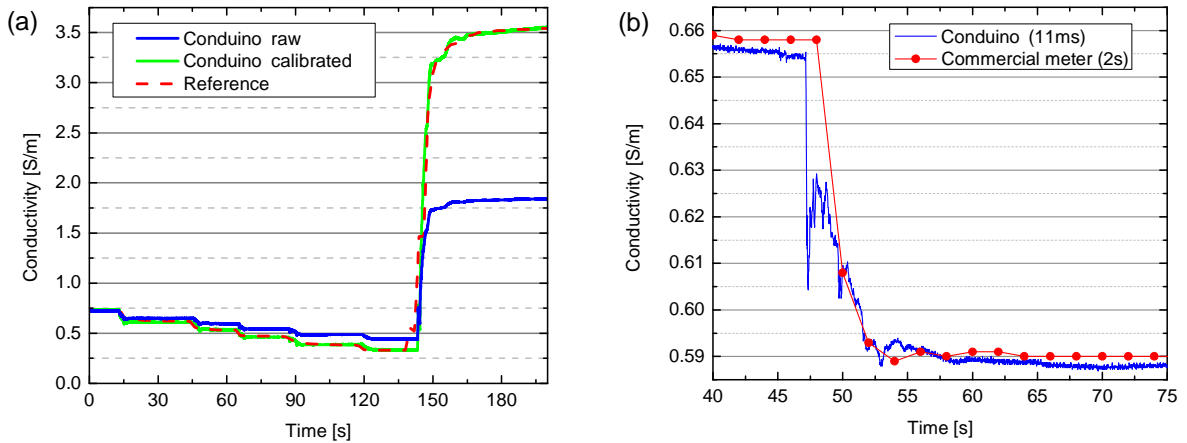 (a)
Conduino raw
Conduino calibrated
Reference
3.5
3.0
2.5
2.0
1.5
1.0
0.5
0.0
Conductivity [S/m]
0 30 60 90 120 150 180
Time [s]
(b)
Conduino (11ms)
Commercial meter (2s)
0.66
0.65
0.64
0.63
0.62
0.61
0.60
0.59
Conductivity [S/m]
40 45 50 55 60 65 70 75
Time [s]